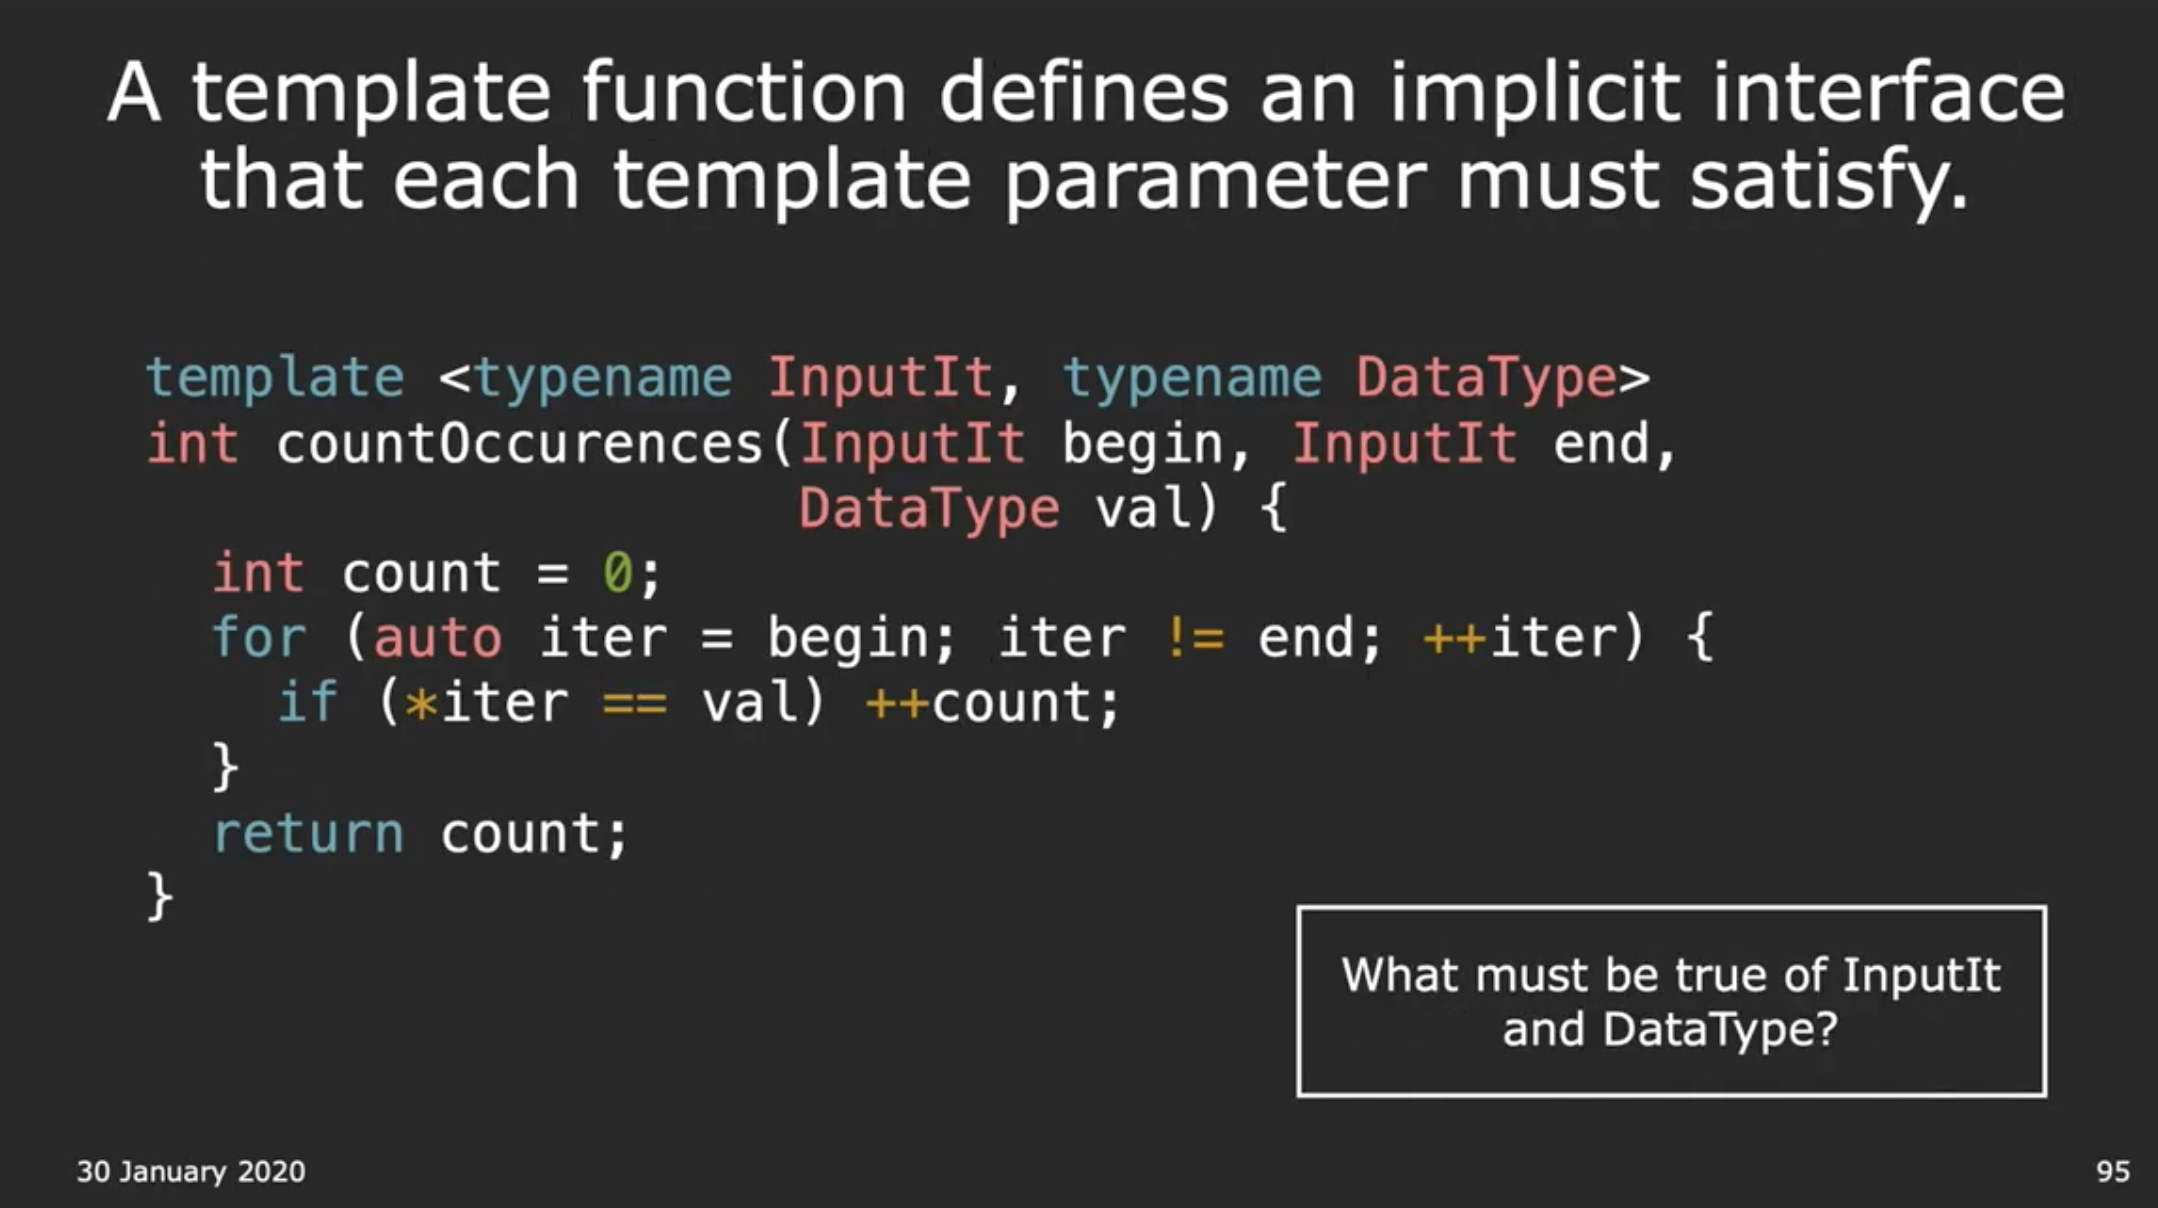 A template function defines an implicit interface
that each template parameter must satisfy.
template <typename InputIt, typename DataType>
int countOccurences(InputIt begin, InputIt end,
                    DataType val) {
  int count = 0;
  for (auto iter = begin; iter != end; ++iter) {
    if (*iter == val) ++count;
  }
  return count;
}
What must be true of InputIt
and DataType?
30 January 2020
95